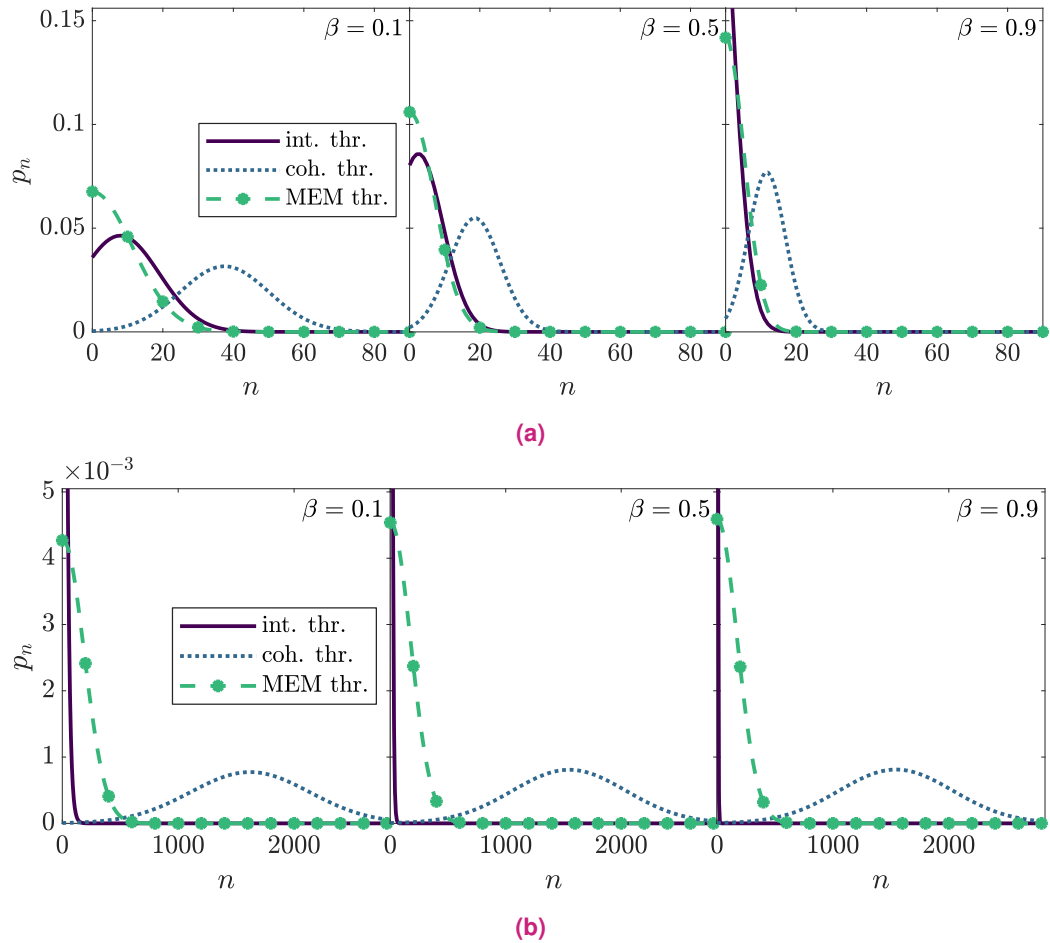 0.15
β = 0.1
β = 0.5
β = 0.9
0.1
int. thr.
coh. thr.
MEM thr.
p_n
0.05
0
0 20 40 60 80 0 20 40 60 80 0 20 40 60 80
n n n
(a)
×10⁻³
5
β = 0.1
β = 0.5
β = 0.9
4
3
int. thr.
coh. thr.
MEM thr.
p_n
2
1
0
0 1000 2000 0 1000 2000 0 1000 2000
n n n
(b)